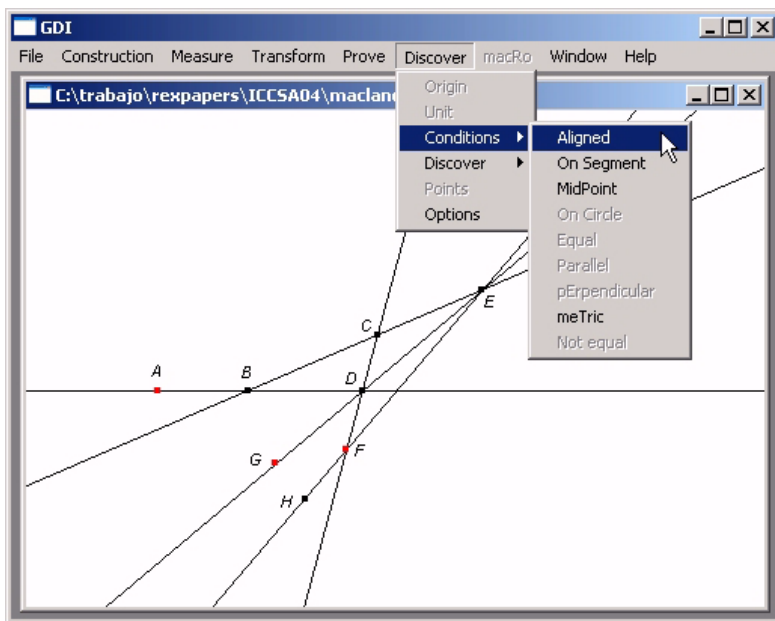 GDI
File Construction Measure Transform Prove Discover macRo Window Help
C:\trabajo\rexpapers\ICCSA04\maclan
Origin
Unit
Conditions
Discover
Points
Options
Aligned
On Segment
MidPoint
On Circle
Equal
Parallel
pErpendicular
meTric
Not equal
E
C
A B D
G F
H